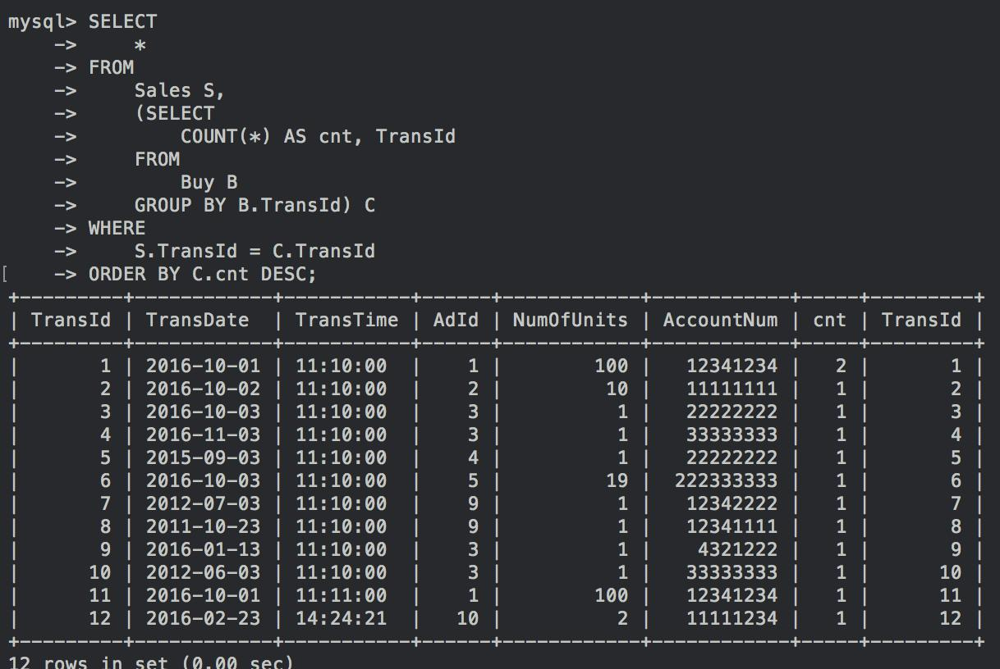 mysql> SELECT
    ->     *
    -> FROM
    ->     Sales S,
    ->     (SELECT
    ->         COUNT(*) AS cnt, TransId
    ->     FROM
    ->         Buy B
    ->     GROUP BY B.TransId) C
    -> WHERE
    ->     S.TransId = C.TransId
[    -> ORDER BY C.cnt DESC;
+----------+-------------+------------+-------+-------------+-------------+-----+----------+
| TransId | TransDate | TransTime | AdId | NumOfUnits | AccountNum | cnt | TransId |
+----------+-------------+------------+-------+-------------+-------------+-----+----------+
| 1 | 2016-10-01 | 11:10:00 | 1 | 100 | 12341234 | 2 | 1 |
| 2 | 2016-10-02 | 11:10:00 | 2 | 10 | 11111111 | 1 | 2 |
| 3 | 2016-10-03 | 11:10:00 | 3 | 1 | 22222222 | 1 | 3 |
| 4 | 2016-11-03 | 11:10:00 | 3 | 1 | 33333333 | 1 | 4 |
| 5 | 2015-09-03 | 11:10:00 | 4 | 1 | 22222222 | 1 | 5 |
| 6 | 2016-10-03 | 11:10:00 | 5 | 19 | 222333333 | 1 | 6 |
| 7 | 2012-07-03 | 11:10:00 | 9 | 1 | 12342222 | 1 | 7 |
| 8 | 2011-10-23 | 11:10:00 | 9 | 1 | 12341111 | 1 | 8 |
| 9 | 2016-01-13 | 11:10:00 | 3 | 1 | 4321222 | 1 | 9 |
| 10 | 2012-06-03 | 11:10:00 | 3 | 1 | 33333333 | 1 | 10 |
| 11 | 2016-10-01 | 11:11:00 | 1 | 100 | 12341234 | 1 | 11 |
| 12 | 2016-02-23 | 14:24:21 | 10 | 2 | 11111234 | 1 | 12 |
+----------+-------------+------------+-------+-------------+-------------+-----+----------+
12 rows in set (0.00 sec)